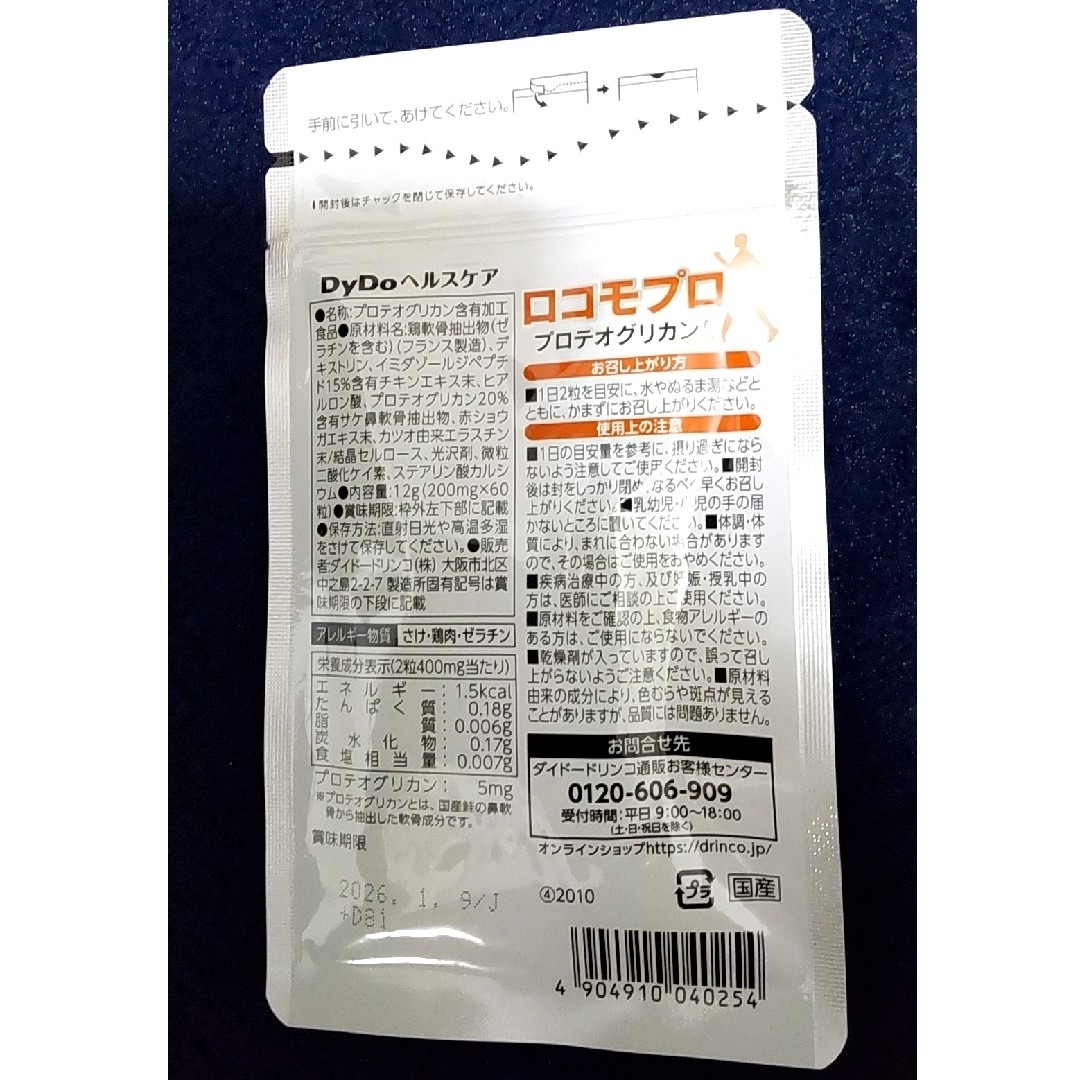 手前に引いて、あけてください。
開封後はチャックを閉じて保存してください。
DyDoヘルスケア
●名称:プロテオグリカン含有加工
食品●原材料名:鶏軟骨抽出物(ゼ
ラチンを含む)(フランス製造)、デ
キストリン、イミダゾールジペプチ
ド15%含有チキンエキス末、ヒア
ルロン酸、プロテオグリカン20%
含有サケ鼻軟骨抽出物、赤ショウ
ガエキス末、カツオ由来エラスチン
末/結晶セルロース、光沢剤、微粒
二酸化ケイ素、ステアリン酸カルシ
ウム●内容量:12g(200mg×60
粒)●賞味期限:枠外左下部に記載
●保存方法:直射日光や高温多湿
をさけて保存してください。●販売
者:ダイドードリンコ(株) 大阪市北区
中之島2-2-7 製造所固有記号は賞
味期限の下段に記載
アレルギー物質 さけ・鶏肉・ゼラチン
栄養成分表示(2粒400mg当たり)
エネルギー: 1.5kcal
たんぱく質: 0.18g
脂質: 0.006g
炭水化物: 0.17g
食塩相当量: 0.007g
プロテオグリカン: 5mg
※プロテオグリカンとは、国産鮭の鼻軟
骨から抽出した軟骨成分です。
賞味期限
2026. 1. 9/J
+D81
ロコモプロ
プロテオグリカン
お召し上がり方
■1日2粒を目安に、水やぬるま湯などと
ともに、かまずにお召し上がりください。
使用上の注意
■1日の目安量を参考に、摂り過ぎになら
ないよう注意してご使用ください。■開封
後は封をしっかり閉め、なるべく早くお召し
上がりください。■乳幼児・小児の手の届
かないところに置いてください。■体調・体
質により、まれに合わない場合があります
ので、その場合はご使用をおやめください。
■疾病治療中の方、及び妊娠・授乳中の
方は、医師にご相談の上ご使用ください。
■原材料をご確認の上、食物アレルギーの
ある方は、ご使用にならないでください。
■乾燥剤が入っていますので、誤って召し
上がらないようご注意ください。■原材料
由来の成分により、色むらや斑点が見える
ことがありますが、品質には問題ありません。
お問合せ先
ダイドードリンコ通販お客様センター
0120-606-909
受付時間:平日 9:00〜18:00
(土・日・祝日を除く)
オンラインショップhttps://drinco.jp/
④2010
プラ
国産
4 904910 040254